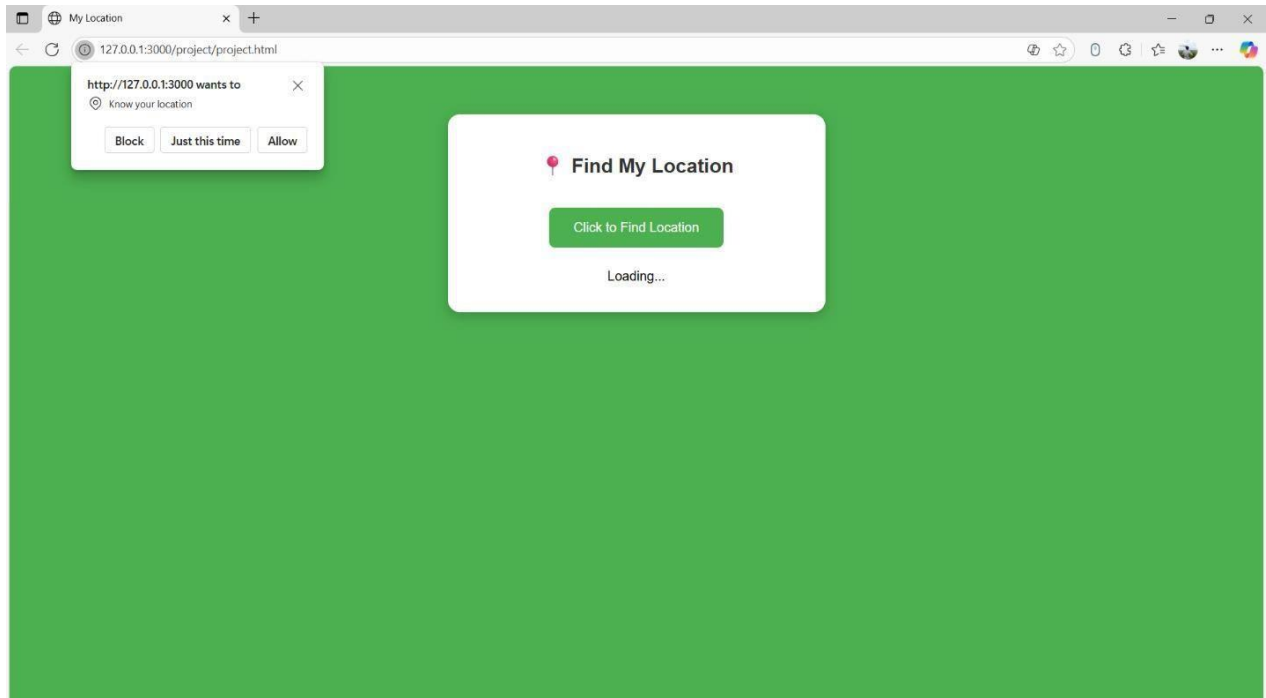 My Location
127.0.0.1:3000/project/project.html
http://127.0.0.1:3000 wants to
Know your location
Block Just this time Allow
Find My Location
Click to Find Location
Loading...